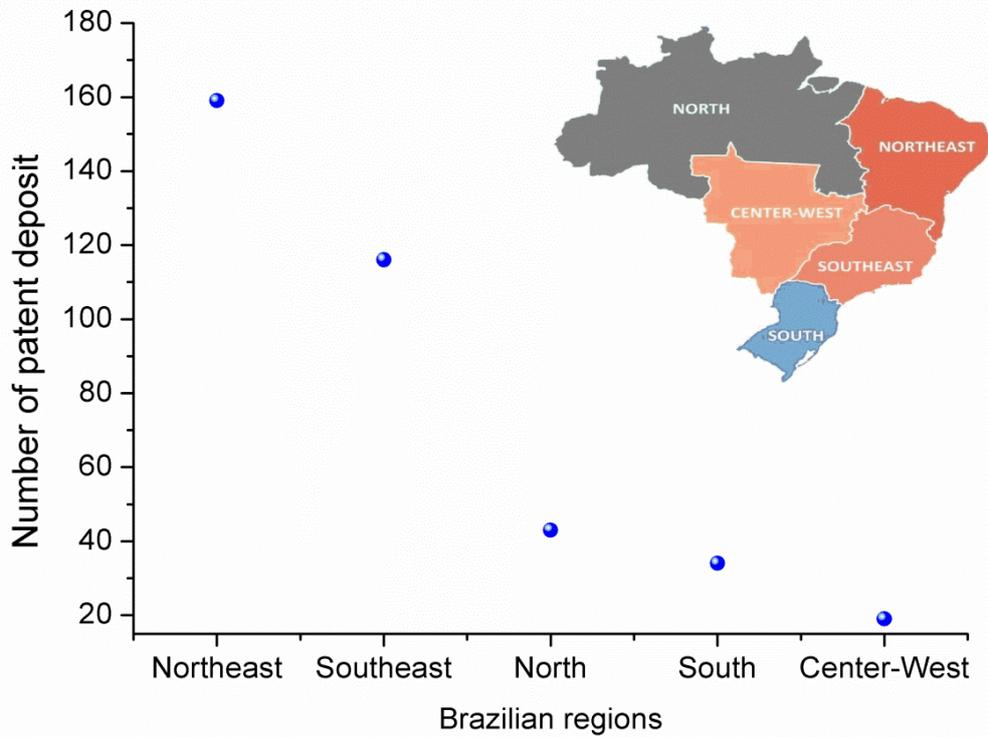 180
160
140
120
100
80
60
40
20
Number of patent deposit
Northeast Southeast North South Center-West
Brazilian regions
NORTH
NORTHEAST
CENTER-WEST
SOUTHEAST
SOUTH